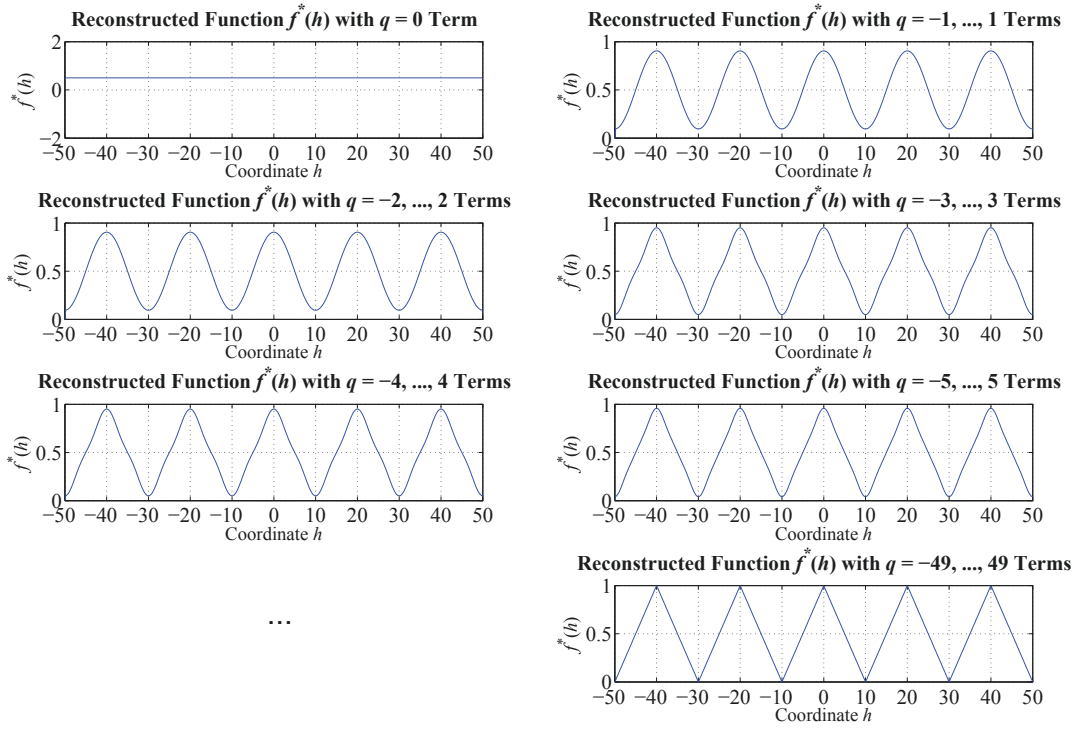 Reconstructed Function f*(h) with q = 0 Term
2
0
−2
f*(h)
−50 −40 −30 −20 −10 0 10 20 30 40 50
Coordinate h
Reconstructed Function f*(h) with q = −1, ..., 1 Terms
1
0.5
0
f*(h)
−50 −40 −30 −20 −10 0 10 20 30 40 50
Coordinate h
Reconstructed Function f*(h) with q = −2, ..., 2 Terms
1
0.5
0
f*(h)
−50 −40 −30 −20 −10 0 10 20 30 40 50
Coordinate h
Reconstructed Function f*(h) with q = −3, ..., 3 Terms
1
0.5
0
f*(h)
−50 −40 −30 −20 −10 0 10 20 30 40 50
Coordinate h
Reconstructed Function f*(h) with q = −4, ..., 4 Terms
1
0.5
0
f*(h)
−50 −40 −30 −20 −10 0 10 20 30 40 50
Coordinate h
Reconstructed Function f*(h) with q = −5, ..., 5 Terms
1
0.5
0
f*(h)
−50 −40 −30 −20 −10 0 10 20 30 40 50
Coordinate h
...
Reconstructed Function f*(h) with q = −49, ..., 49 Terms
1
0.5
0
f*(h)
−50 −40 −30 −20 −10 0 10 20 30 40 50
Coordinate h